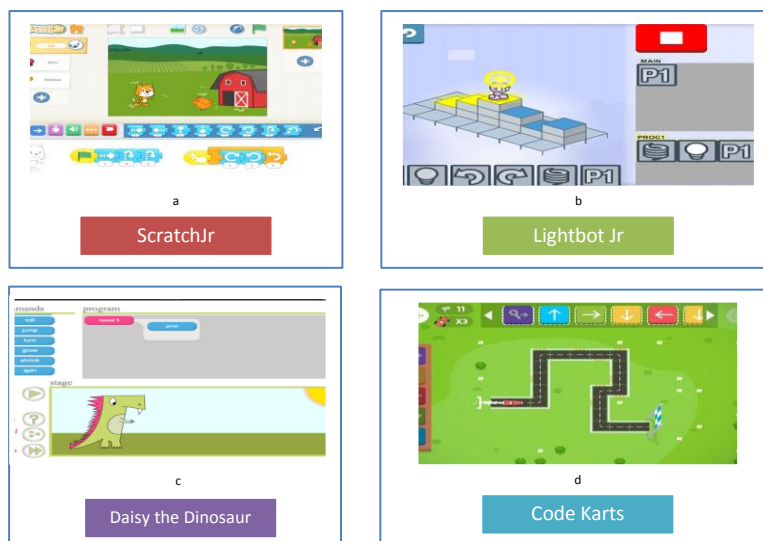 a
ScratchJr
MAIN
P1
PROC1
P1
P1
b
Lightbot Jr
mands
program
roll
jump
turn
grow
shrink
spin
repeat 5
grow
stage
?
c
Daisy the Dinosaur
11
X3
d
Code Karts